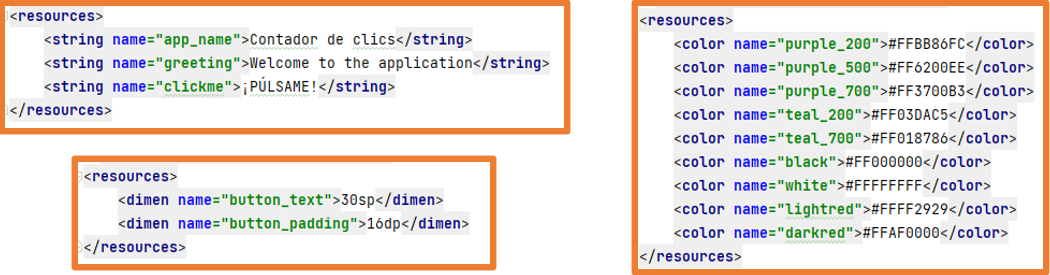 <resources>
<string name="app_name">Contador de clics</string>
<string name="greeting">Welcome to the application</string>
<string name="clickme">¡PÚLSAME!</string>
</resources>
<resources>
<dimen name="button_text">30sp</dimen>
<dimen name="button_padding">16dp</dimen>
</resources>
<resources>
<color name="purple_200">#FFBB86FC</color>
<color name="purple_500">#FF6200EE</color>
<color name="purple_700">#FF3700B3</color>
<color name="teal_200">#FF03DAC5</color>
<color name="teal_700">#FF018786</color>
<color name="black">#FF000000</color>
<color name="white">#FFFFFFFF</color>
<color name="lightred">#FFFF2929</color>
<color name="darkred">#FFAF0000</color>
</resources>